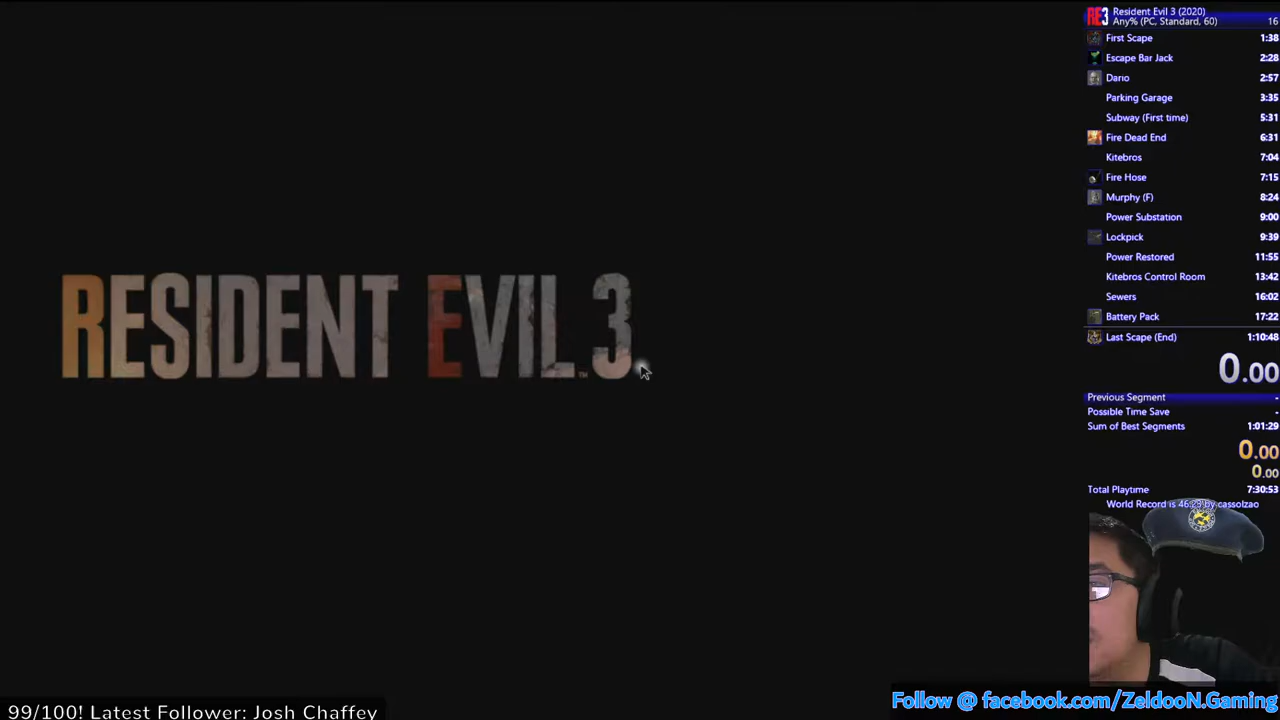 RESIDENT EVIL 3
™
RE3
Resident Evil 3 (2020)
Any% (PC, Standard, 60) 16
First Scape 1:38
Escape Bar Jack 2:28
Dario 2:57
Parking Garage 3:35
Subway (First time) 5:31
Fire Dead End 6:31
Kitebros 7:04
Fire Hose 7:15
Murphy (F) 8:24
Power Substation 9:00
Lockpick 9:39
Power Restored 11:55
Kitebros Control Room 13:42
Sewers 16:02
Battery Pack 17:22
Last Scape (End) 1:10:48
0.00
Previous Segment -
Possible Time Save -
Sum of Best Segments 1:01:29
0.00
0.00
Total Playtime 7:30:53
World Record is 46:29 by cassolzao
99/100! Latest Follower: Josh Chaffey
Follow @ facebook.com/ZeldooN.Gaming